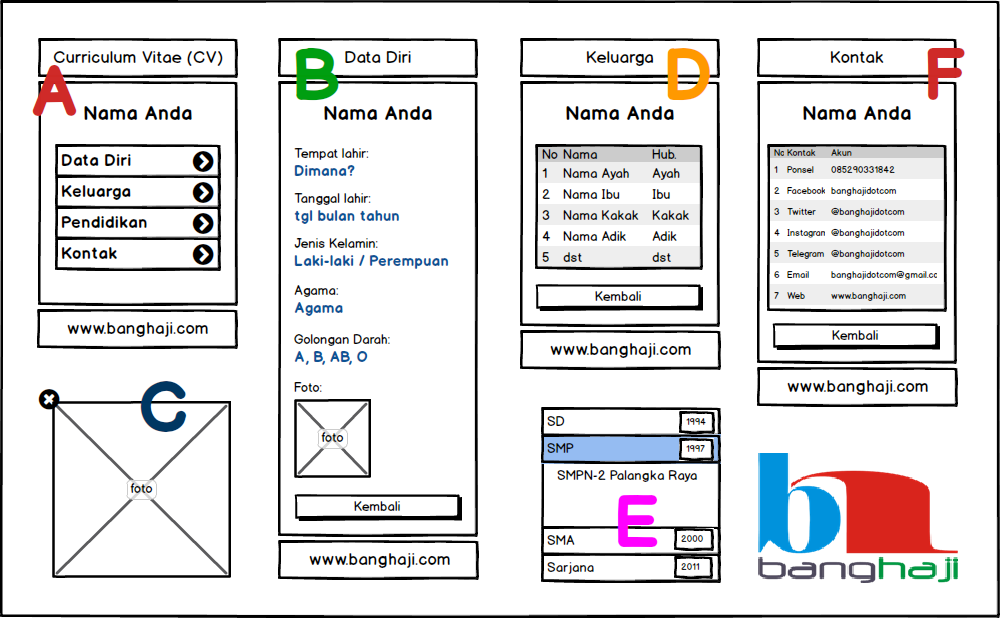 Curriculum Vitae (CV)
A
Nama Anda
Data Diri
Keluarga
Pendidikan
Kontak
www.banghaji.com
Data Diri
B
Nama Anda
Tempat lahir:
Dimana?
Tanggal lahir:
tgl bulan tahun
Jenis Kelamin:
Laki-laki / Perempuan
Agama:
Agama
Golongan Darah:
A, B, AB, O
Foto:
foto
Kembali
www.banghaji.com
C
foto
Keluarga
D
Nama Anda
No Nama Hub.
1 Nama Ayah Ayah
2 Nama Ibu Ibu
3 Nama Kakak Kakak
4 Nama Adik Adik
5 dst dst
Kembali
www.banghaji.com
SD 1994
SMP 1997
SMPN-2 Palangka Raya
E
SMA 2000
Sarjana 2011
Kontak
F
Nama Anda
Nc Kontak Akun
1 Ponsel 085290331842
2 Facebook banghajidotcom
3 Twitter @banghajidotcom
4 Instagran @banghajidotcom
5 Telegram @banghajidotcom
6 Email banghajidotcom@gmail.cc
7 Web www.banghaji.com
Kembali
www.banghaji.com
bh
banghaji